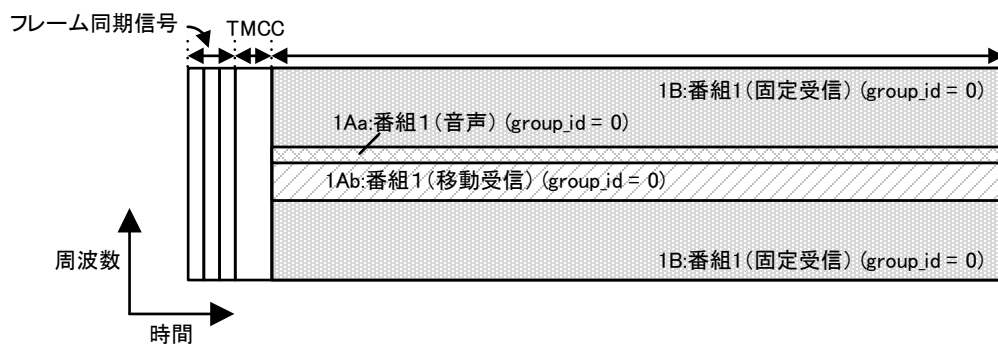 フレーム同期信号
TMCC
1B:番組1(固定受信) (group_id = 0)
1Aa:番組1(音声) (group_id = 0)
1Ab:番組1(移動受信) (group_id = 0)
1B:番組1(固定受信) (group_id = 0)
周波数
時間